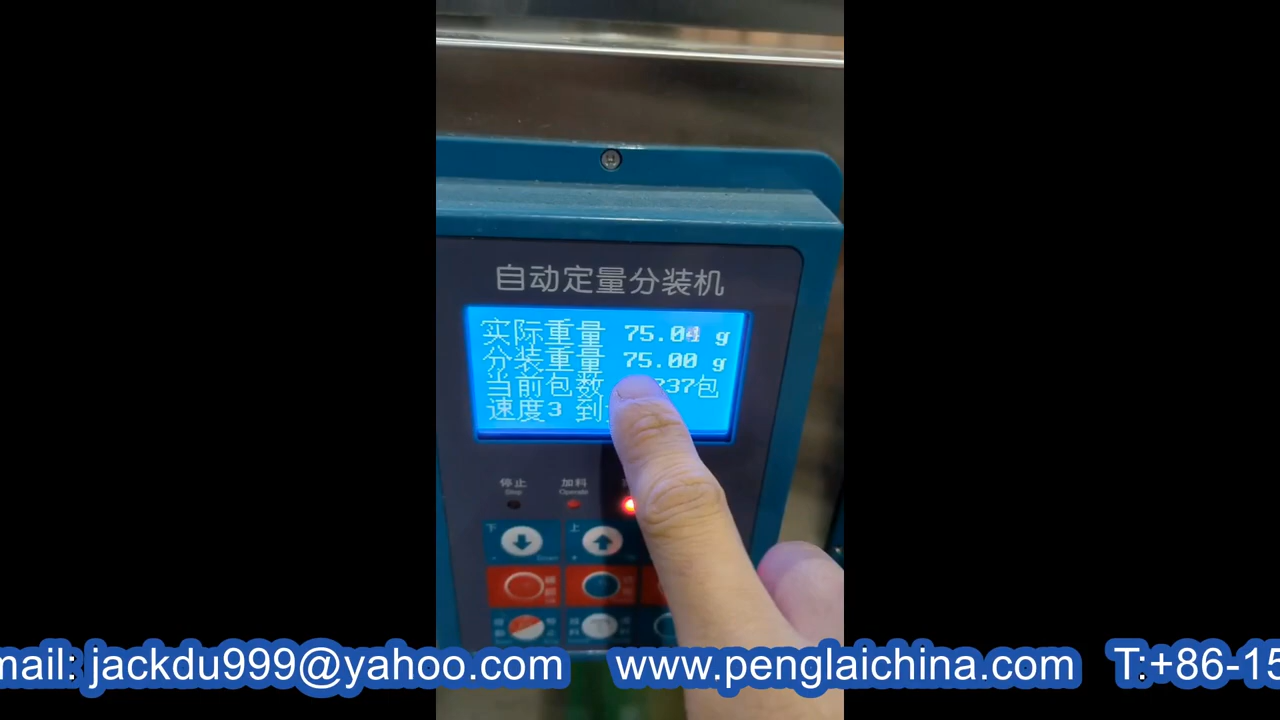 自动定量分装机
实际重量 75.04 g
分装重量 75.00 g
当前包数 737包
速度3 到
停止 加料
Stop Operate
下 上
mail: jackdu999@yahoo.com www.penglaichina.com T:+86-15